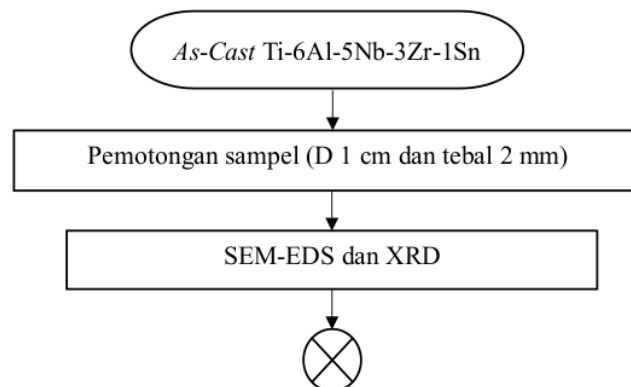 As-Cast Ti-6Al-5Nb-3Zr-1Sn
Pemotongan sampel (D 1 cm dan tebal 2 mm)
SEM-EDS dan XRD